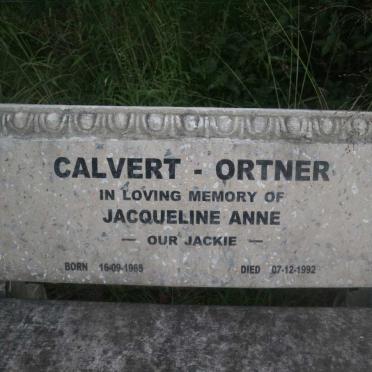 CALVERT - ORTNER
IN LOVING MEMORY OF
JACQUELINE ANNE
— OUR JACKIE —
BORN 16-09-1965 DIED 07-12-1992